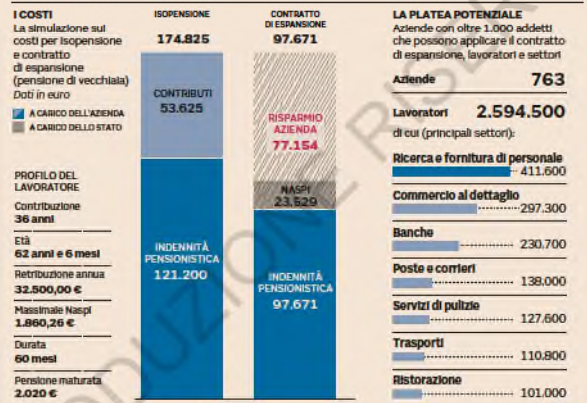 I COSTI
La simulazione sui
costi per Isopensione
e contratto
di espansione
(pensione di vecchiaia)
Dati in euro
A CARICO DELL'AZIENDA
A CARICO DELLO STATO
PROFILO DEL
LAVORATORE
Contribuzione
36 anni
Età
62 anni e 6 mesi
Retribuzione annua
32.500,00 €
Massimale Naspi
1.860,26 €
Durata
60 mesi
Pensione maturata
2.020 €
ISOPENSIONE
174.825
CONTRIBUTI
53.625
INDENNITÀ
PENSIONISTICA
121.200
CONTRATTO
DI ESPANSIONE
97.671
RISPARMIO
AZIENDA
77.154
NASPI
23.529
INDENNITÀ
PENSIONISTICA
97.671
LA PLATEA POTENZIALE
Aziende con oltre 1.000 addetti
che possono applicare il contratto
di espansione, lavoratori e settori
Aziende 763
Lavoratori 2.594.500
di cui (principali settori):
Ricerca e fornitura di personale
411.600
Commercio al dettaglio
297.300
Banche
230.700
Poste e corrieri
138.000
Servizi di pulizie
127.600
Trasporti
110.800
Ristorazione
101.000